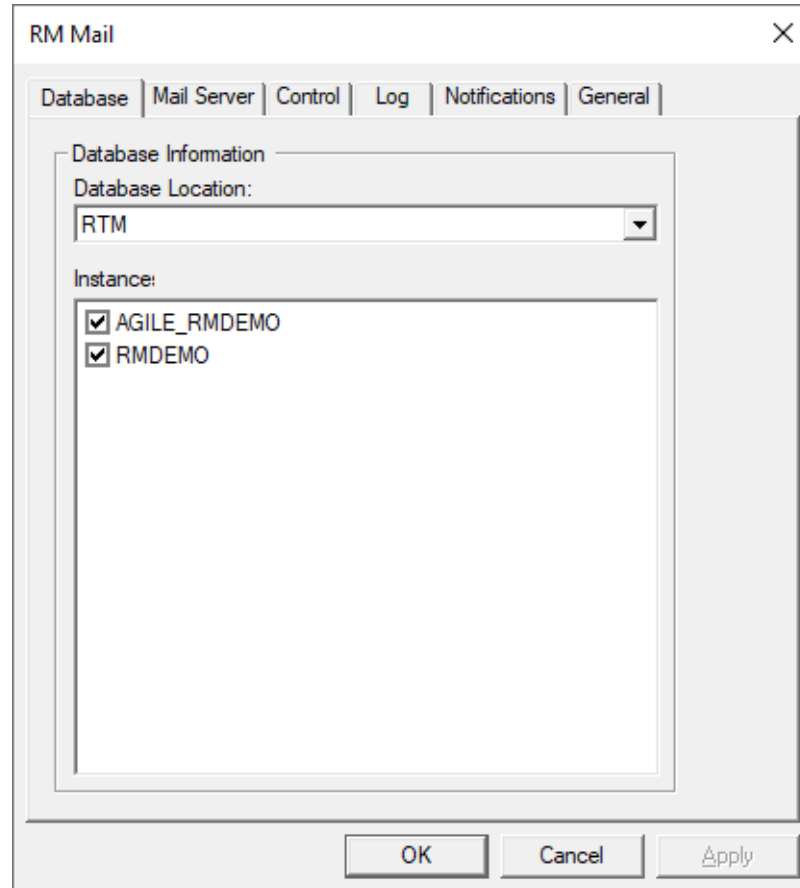 RM Mail
Database Mail Server Control Log Notifications General
Database Information
Database Location:
RTM
Instance:
AGILE_RMDEMO
RMDEMO
OK Cancel Apply